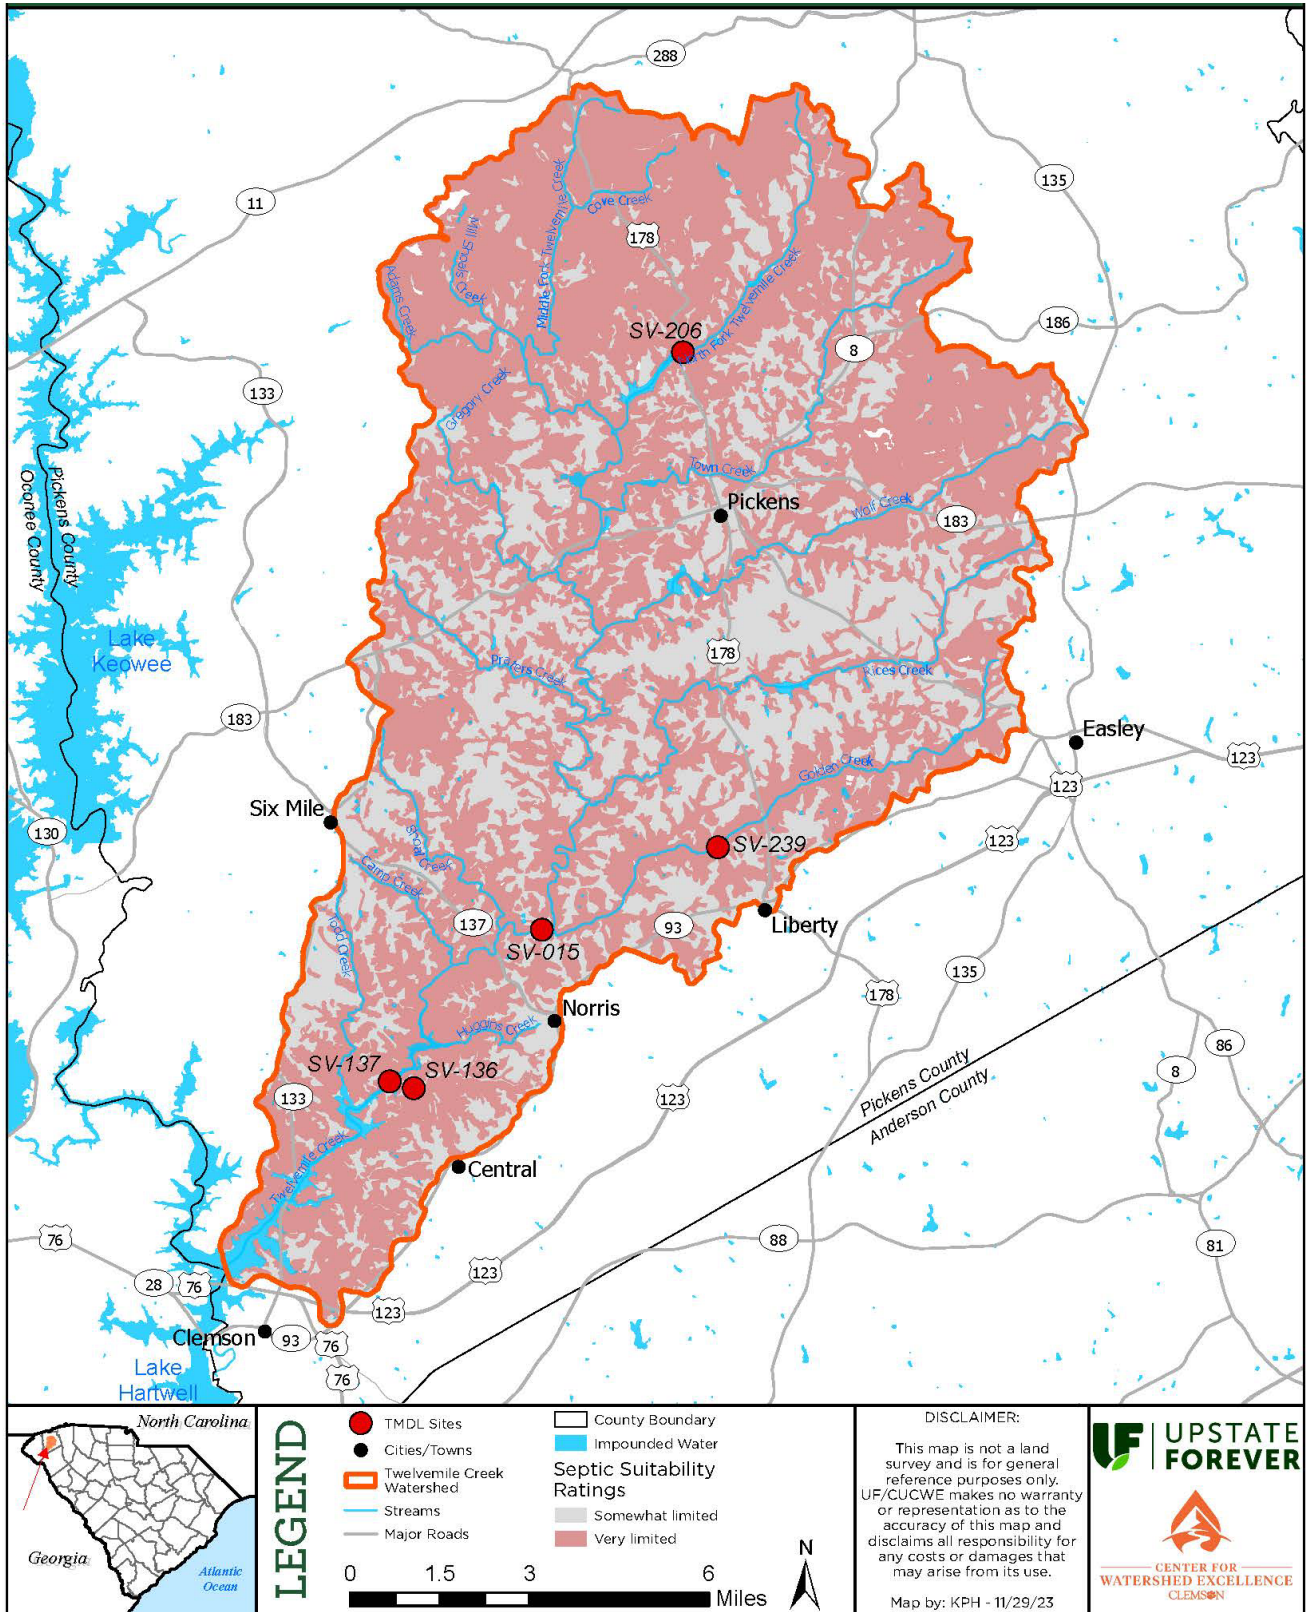 288
11
135
178
Cove Creek
Middle Fork Twelvemile Creek
Mill Shoals
Creek
Adams Creek
North Fork Twelvemile Creek
SV-206
186
8
133
Gregory Creek
Town Creek
Pickens
Wolf Creek
183
Pickens County
Oconee County
Lake
Keowee
Praters Creek
178
Rices Creek
183
Easley
123
Golden Creek
123
Six Mile
130
123
Shoal Creek
SV-239
Camp Creek
137
93
Liberty
Todd Creek
SV-015
135
178
Norris
Huggins Creek
86
SV-137
SV-136
8
133
123
Pickens County
Anderson County
Twelvemile Creek
Central
76
88
81
28
76
123
123
Clemson
93
76
76
Lake
Hartwell
North Carolina
Georgia
Atlantic
Ocean
LEGEND
TMDL Sites
Cities/Towns
Twelvemile Creek
Watershed
Streams
Major Roads
County Boundary
Impounded Water
Septic Suitability
Ratings
Somewhat limited
Very limited
0 1.5 3 6 Miles
N
DISCLAIMER:
This map is not a land
survey and is for general
reference purposes only.
UF/CUCWE makes no warranty
or representation as to the
accuracy of this map and
disclaims all responsibility for
any costs or damages that
may arise from its use.
Map by: KPH - 11/29/23
UF UPSTATE
FOREVER
CENTER FOR
WATERSHED EXCELLENCE
CLEMSON